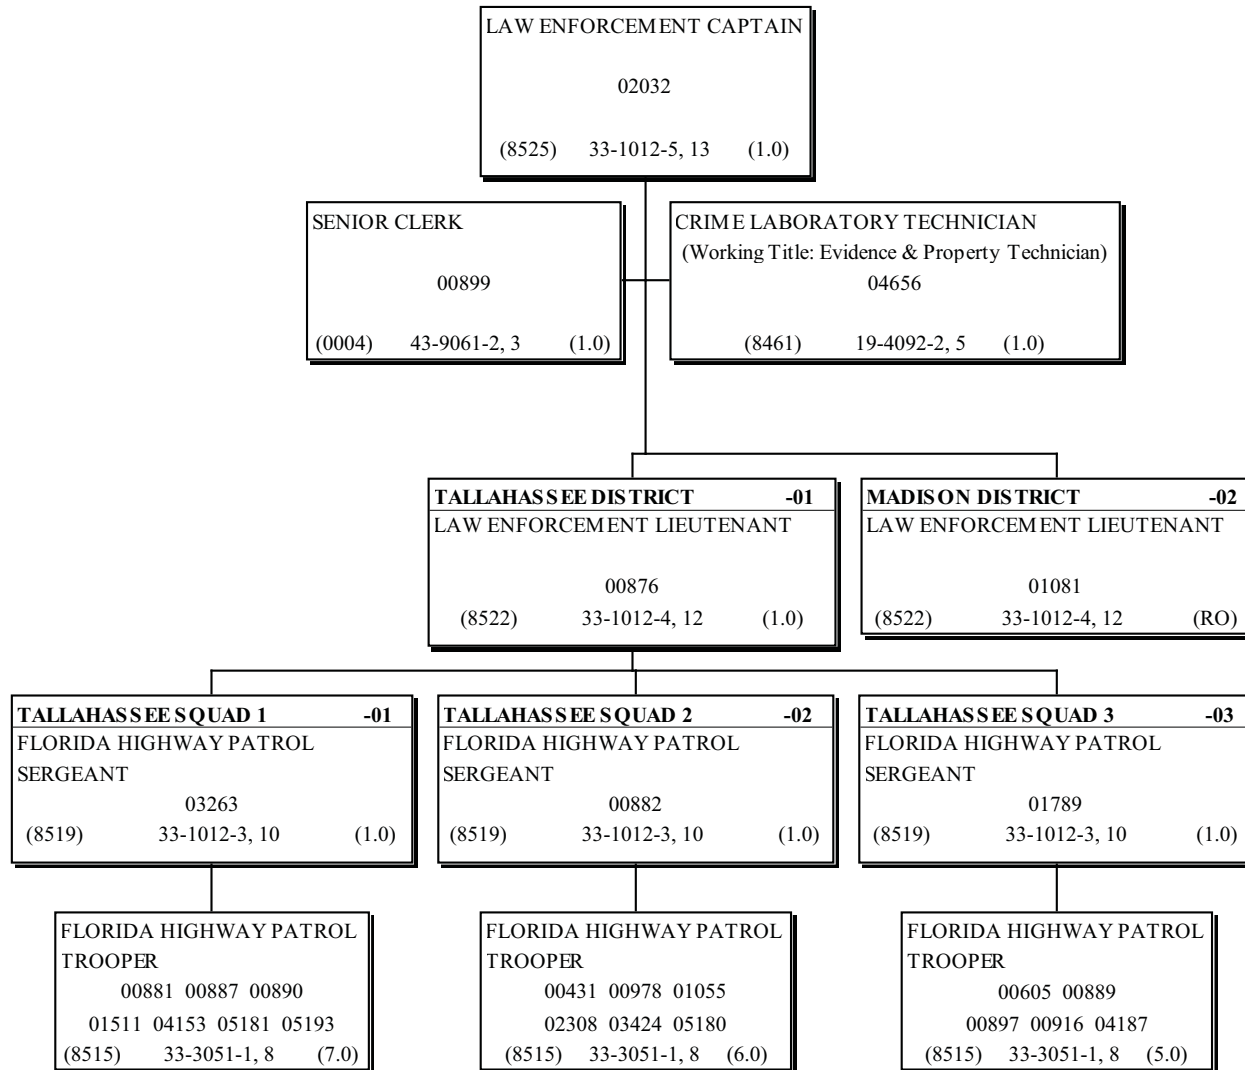 LAW ENFORCEMENT CAPTAIN
02032
(8525) 33-1012-5, 13 (1.0)
SENIOR CLERK
00899
(0004) 43-9061-2, 3 (1.0)
CRIME LABORATORY TECHNICIAN
(Working Title: Evidence & Property Technician)
04656
(8461) 19-4092-2, 5 (1.0)
TALLAHASSEE DISTRICT -01
LAW ENFORCEMENT LIEUTENANT
00876
(8522) 33-1012-4, 12 (1.0)
MADISON DISTRICT -02
LAW ENFORCEMENT LIEUTENANT
01081
(8522) 33-1012-4, 12 (RO)
TALLAHASSEE SQUAD 1 -01
FLORIDA HIGHWAY PATROL
SERGEANT
03263
(8519) 33-1012-3, 10 (1.0)
TALLAHASSEE SQUAD 2 -02
FLORIDA HIGHWAY PATROL
SERGEANT
00882
(8519) 33-1012-3, 10 (1.0)
TALLAHASSEE SQUAD 3 -03
FLORIDA HIGHWAY PATROL
SERGEANT
01789
(8519) 33-1012-3, 10 (1.0)
FLORIDA HIGHWAY PATROL
TROOPER
00881 00887 00890
01511 04153 05181 05193
(8515) 33-3051-1, 8 (7.0)
FLORIDA HIGHWAY PATROL
TROOPER
00431 00978 01055
02308 03424 05180
(8515) 33-3051-1, 8 (6.0)
FLORIDA HIGHWAY PATROL
TROOPER
00605 00889
00897 00916 04187
(8515) 33-3051-1, 8 (5.0)